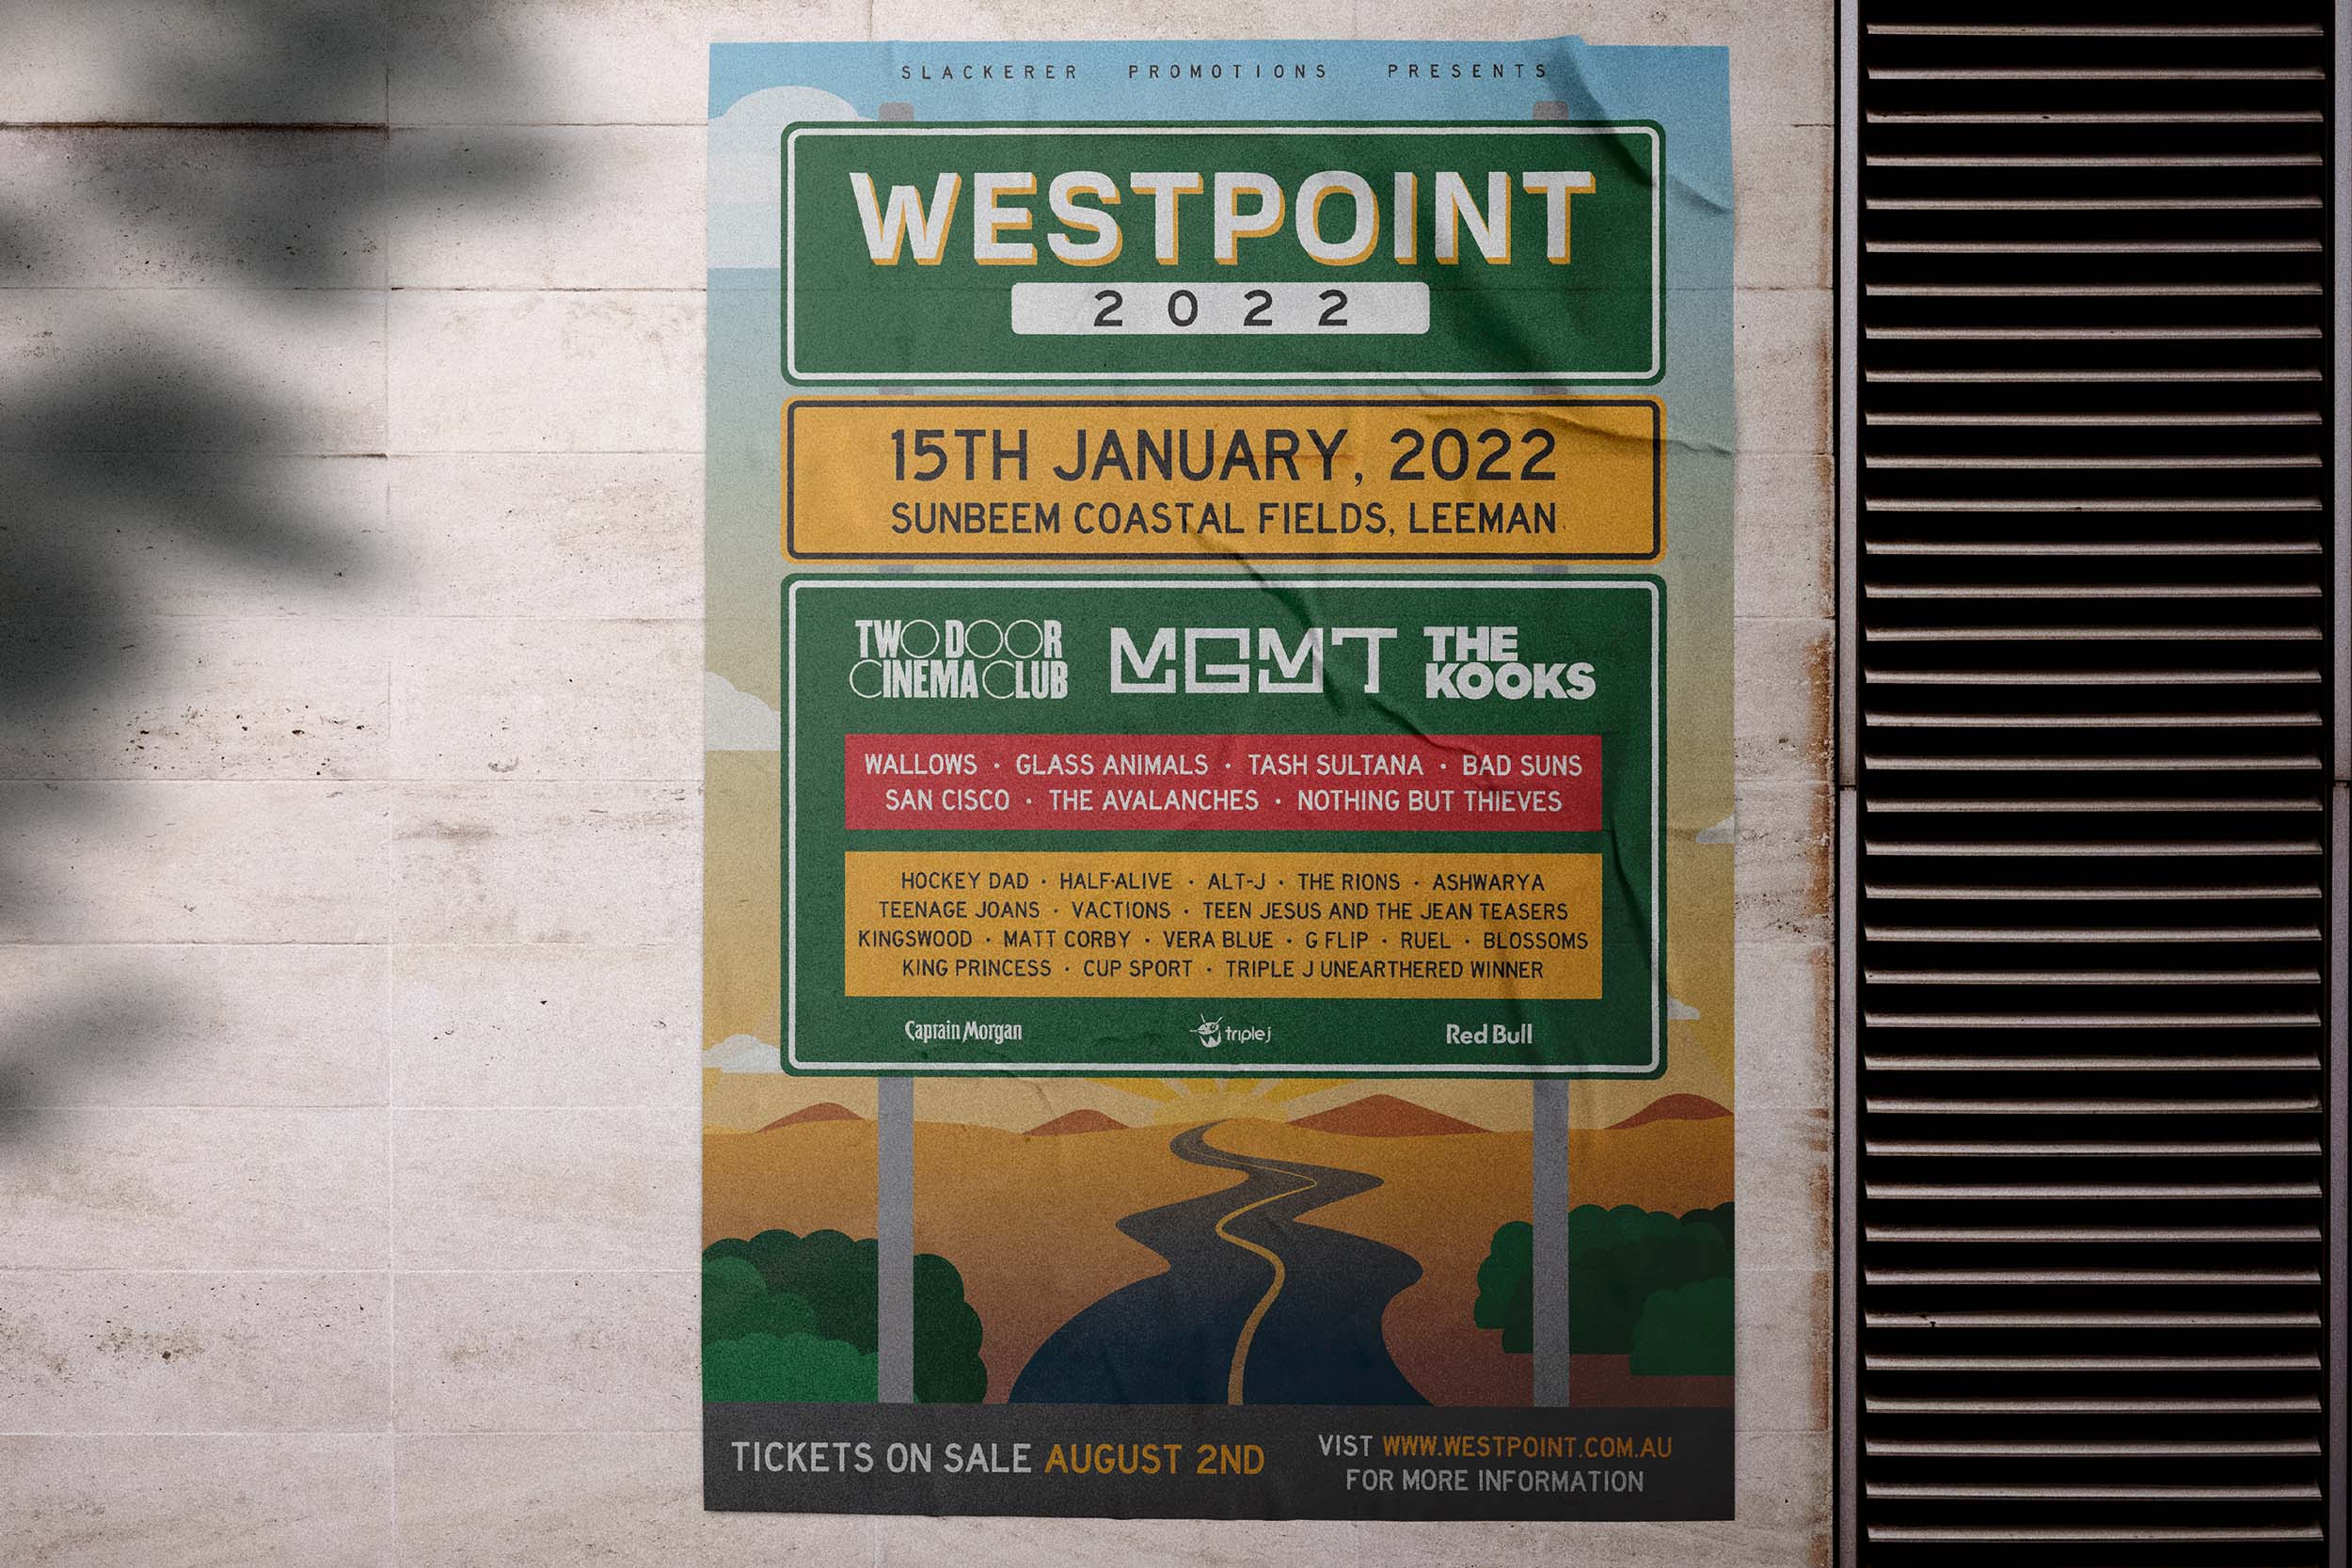 SLACKERER PROMOTIONS PRESENTS
WESTPOINT
2022
15TH JANUARY, 2022
SUNBEEM COASTAL FIELDS, LEEMAN
TWO DOOR
CINEMA CLUB
MGMT
THE
KOOKS
WALLOWS · GLASS ANIMALS · TASH SULTANA · BAD SUNS
SAN CISCO · THE AVALANCHES · NOTHING BUT THIEVES
HOCKEY DAD · HALF·ALIVE · ALT-J · THE RIONS · ASHWARYA
TEENAGE JOANS · VACTIONS · TEEN JESUS AND THE JEAN TEASERS
KINGSWOOD · MATT CORBY · VERA BLUE · G FLIP · RUEL · BLOSSOMS
KING PRINCESS · CUP SPORT · TRIPLE J UNEARTHERED WINNER
Captain Morgan triple j Red Bull
TICKETS ON SALE AUGUST 2ND
VIST WWW.WESTPOINT.COM.AU
FOR MORE INFORMATION